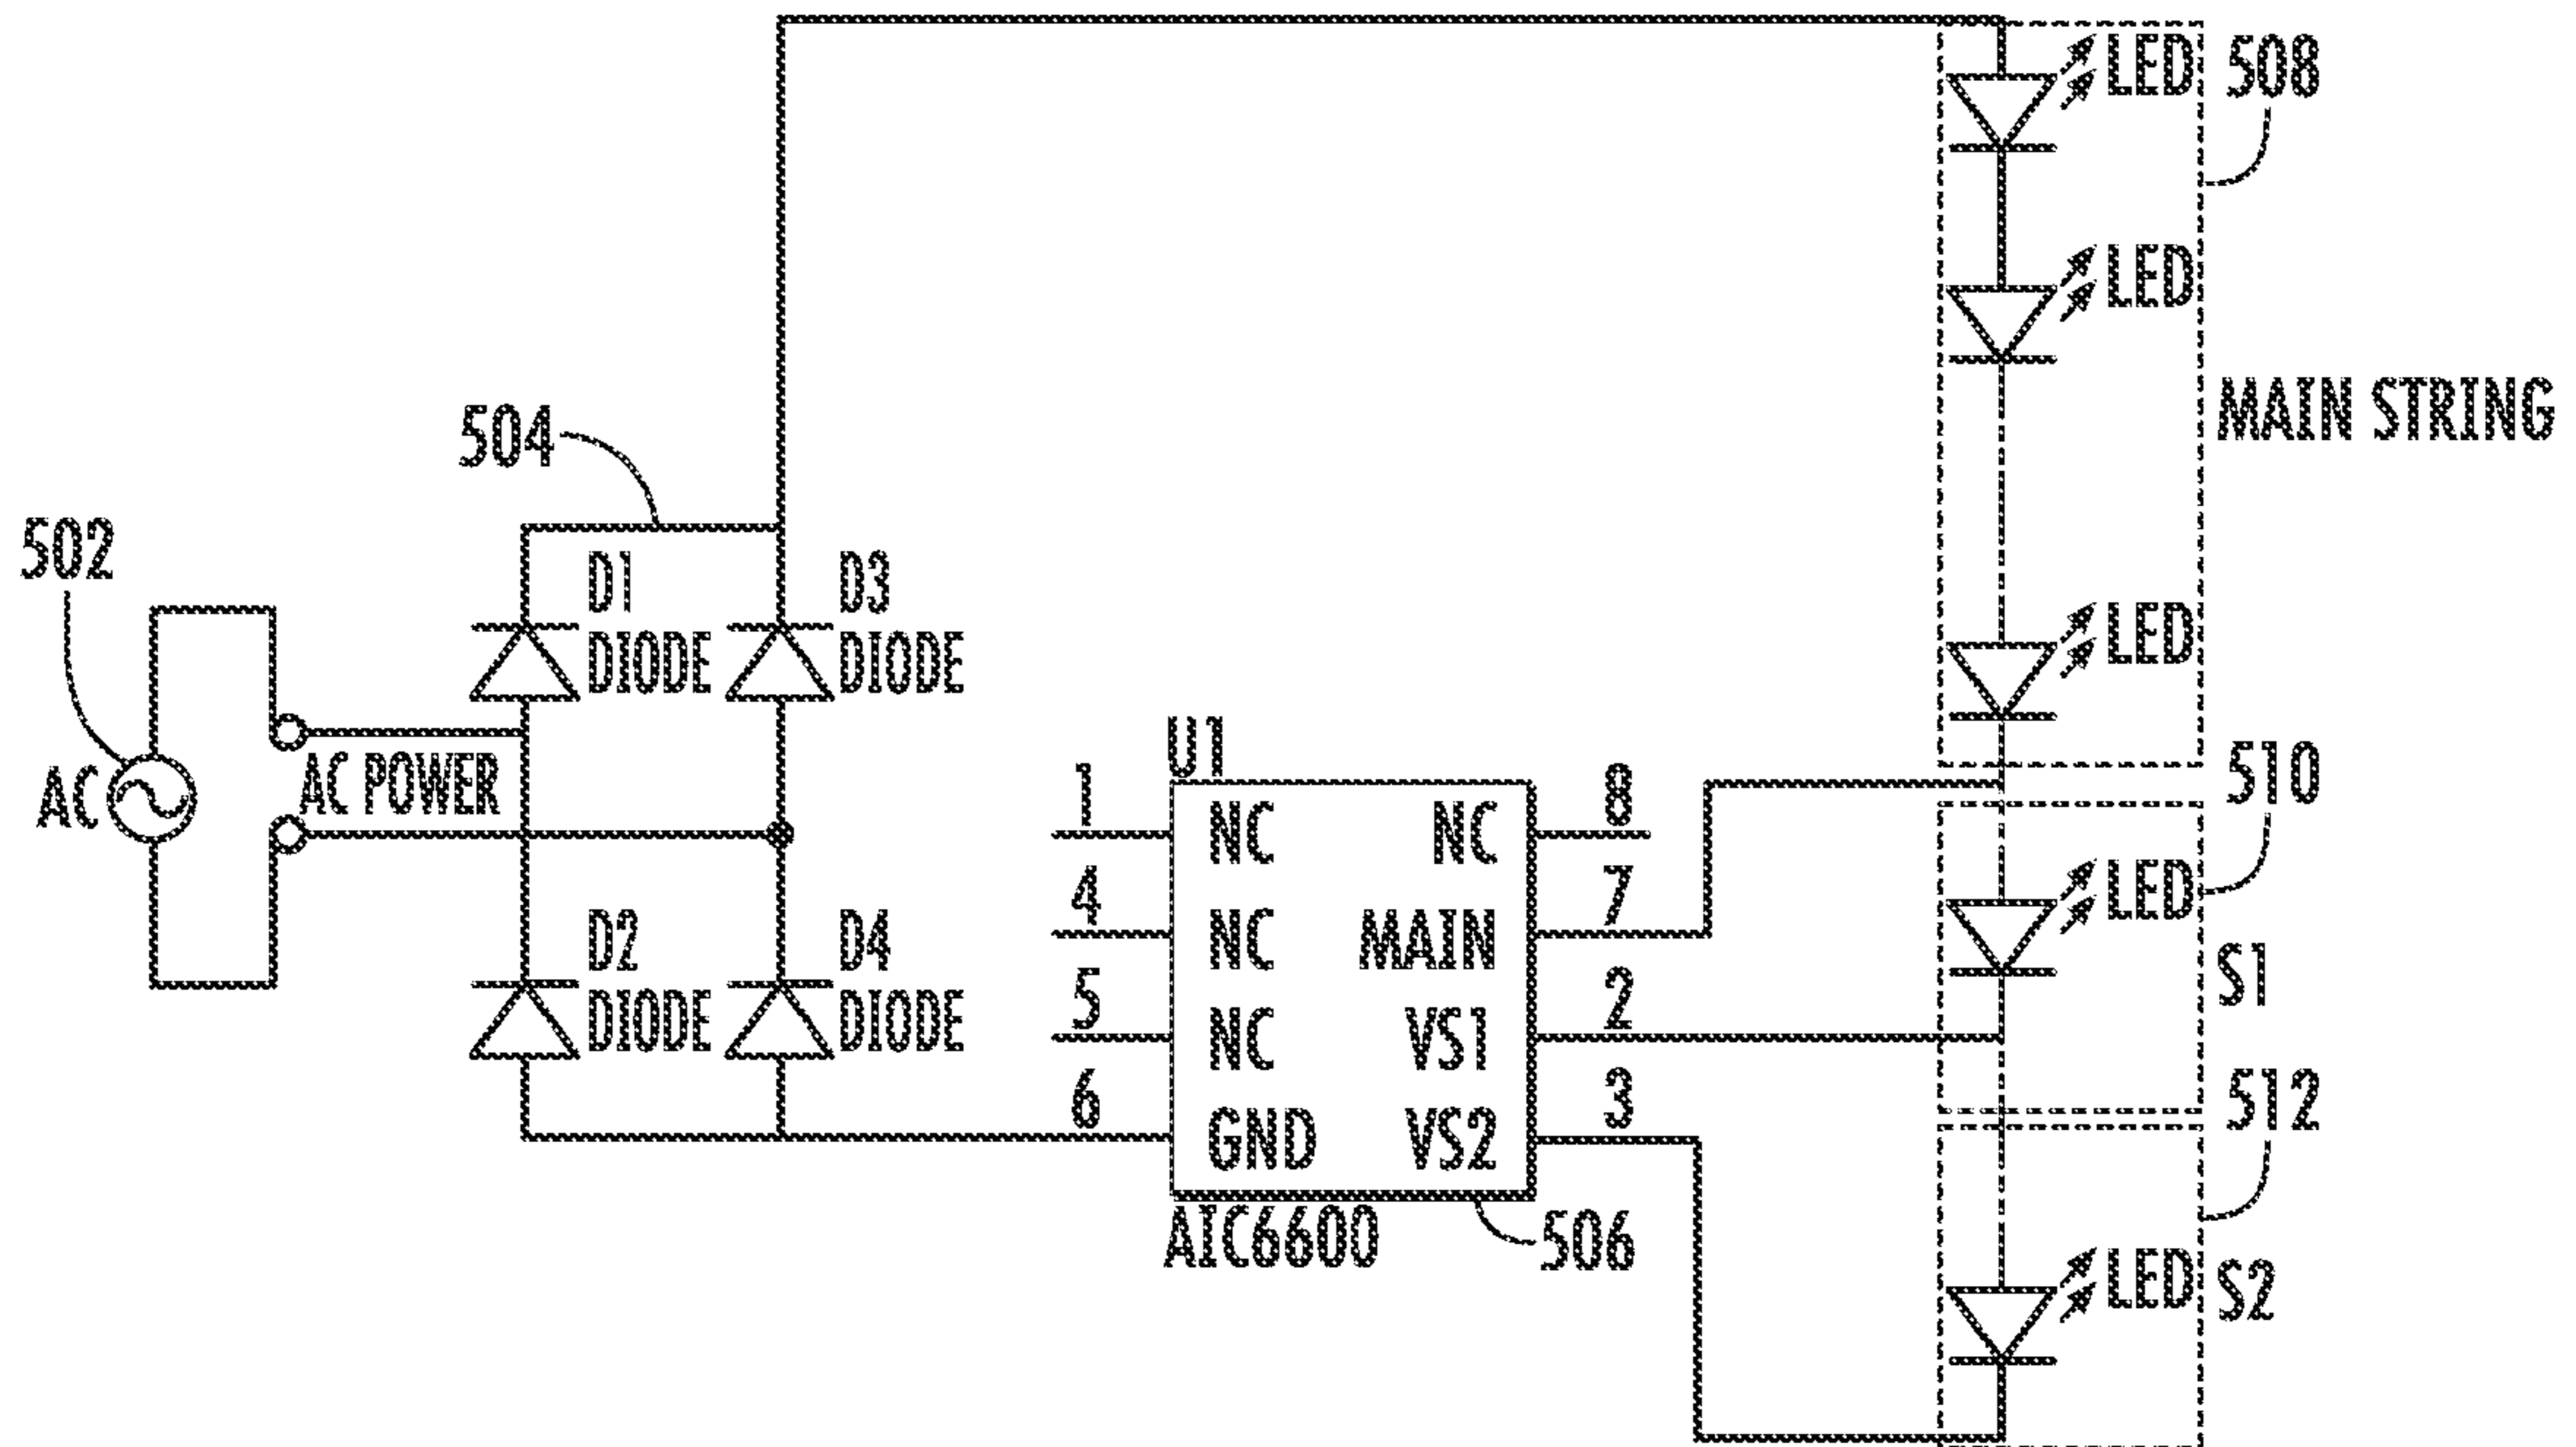 LED 508
LED
MAIN STRING
504
502
D1
DIODE
D3
DIODE
LED
AC
AC POWER
U1
510
1
NC
NC
8
4
NC
MAIN
7
LED
5
NC
VS1
2
S1
D2
DIODE
D4
DIODE
6
GND
VS2
3
512
AIC6600
506
LED
S2